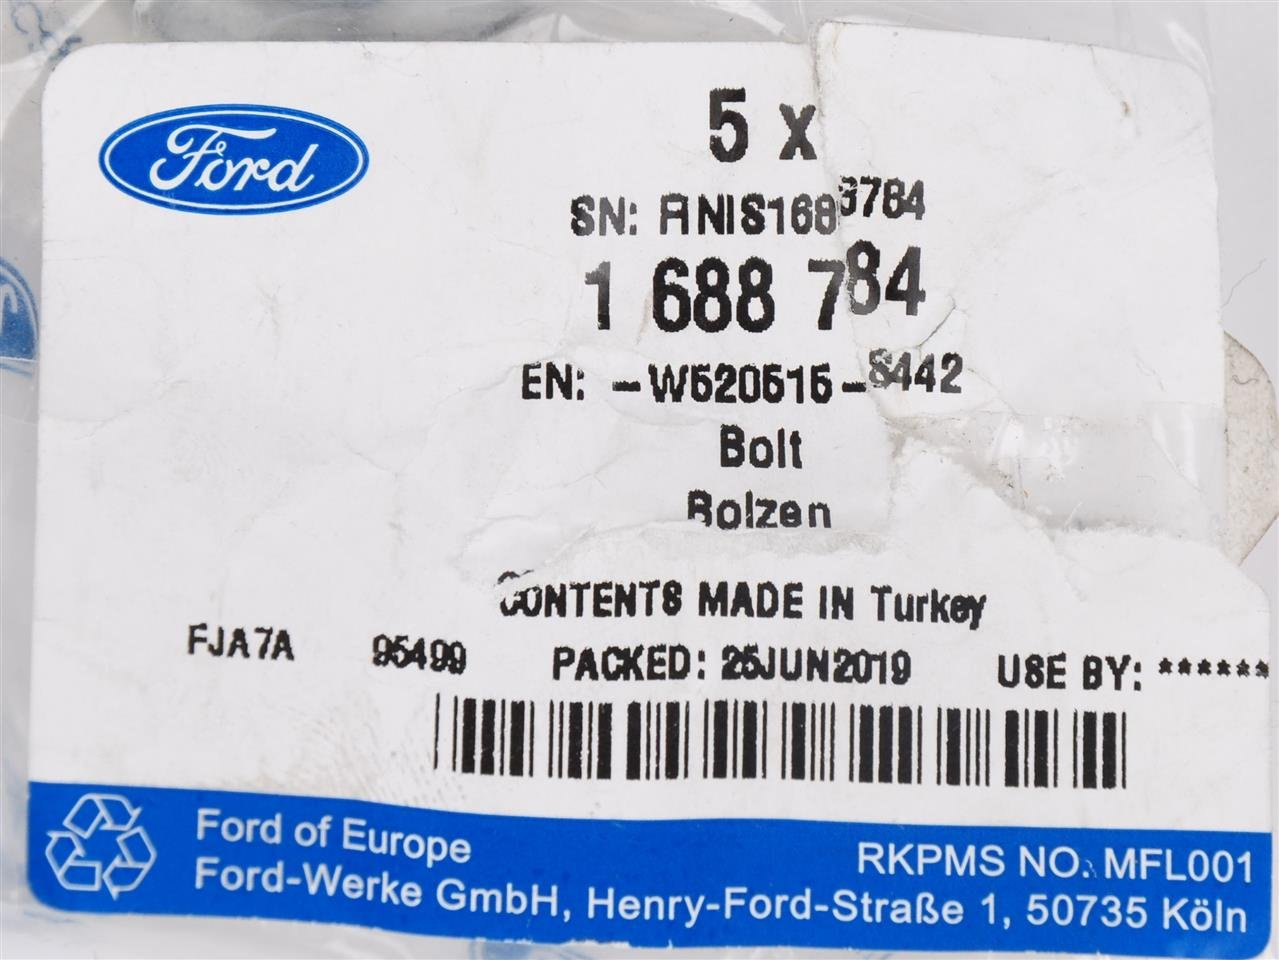 Ford
5 x
SN: FINIS1688784
1 688 784
EN: -W520515-S442
Bolt
Bolzen
CONTENTS MADE IN Turkey
FJA7A 95499 PACKED: 25JUN2019 USE BY: ******
Ford of Europe
RKPMS NO. MFL001
Ford-Werke GmbH, Henry-Ford-Straße 1, 50735 Köln